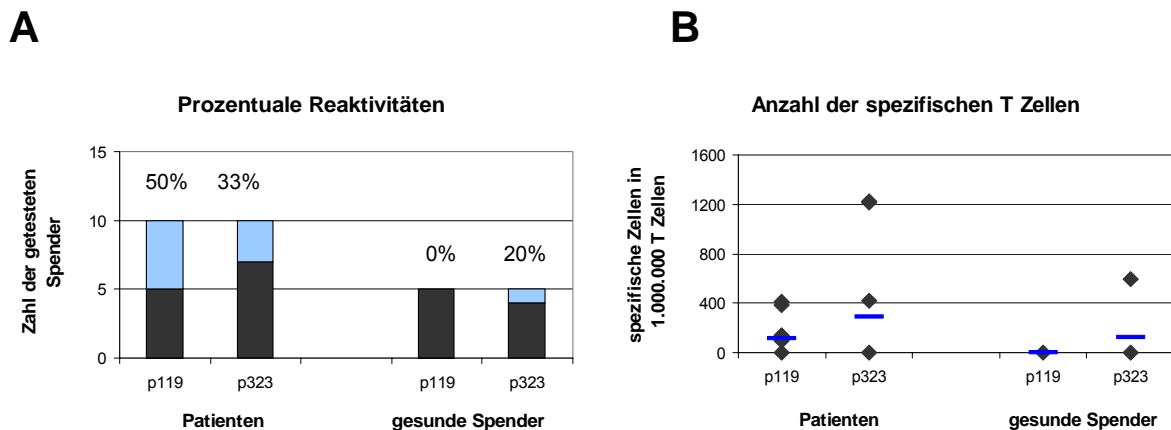 A
Prozentuale Reaktivitäten
Zahl der getesteten
Spender
15
10
5
0
50%
33%
0%
20%
p119
p323
p119
p323
Patienten
gesunde Spender
B
Anzahl der spezifischen T Zellen
spezifische Zellen in
1.000.000 T Zellen
1600
1200
800
400
0
p119
p323
p119
p323
Patienten
gesunde Spender